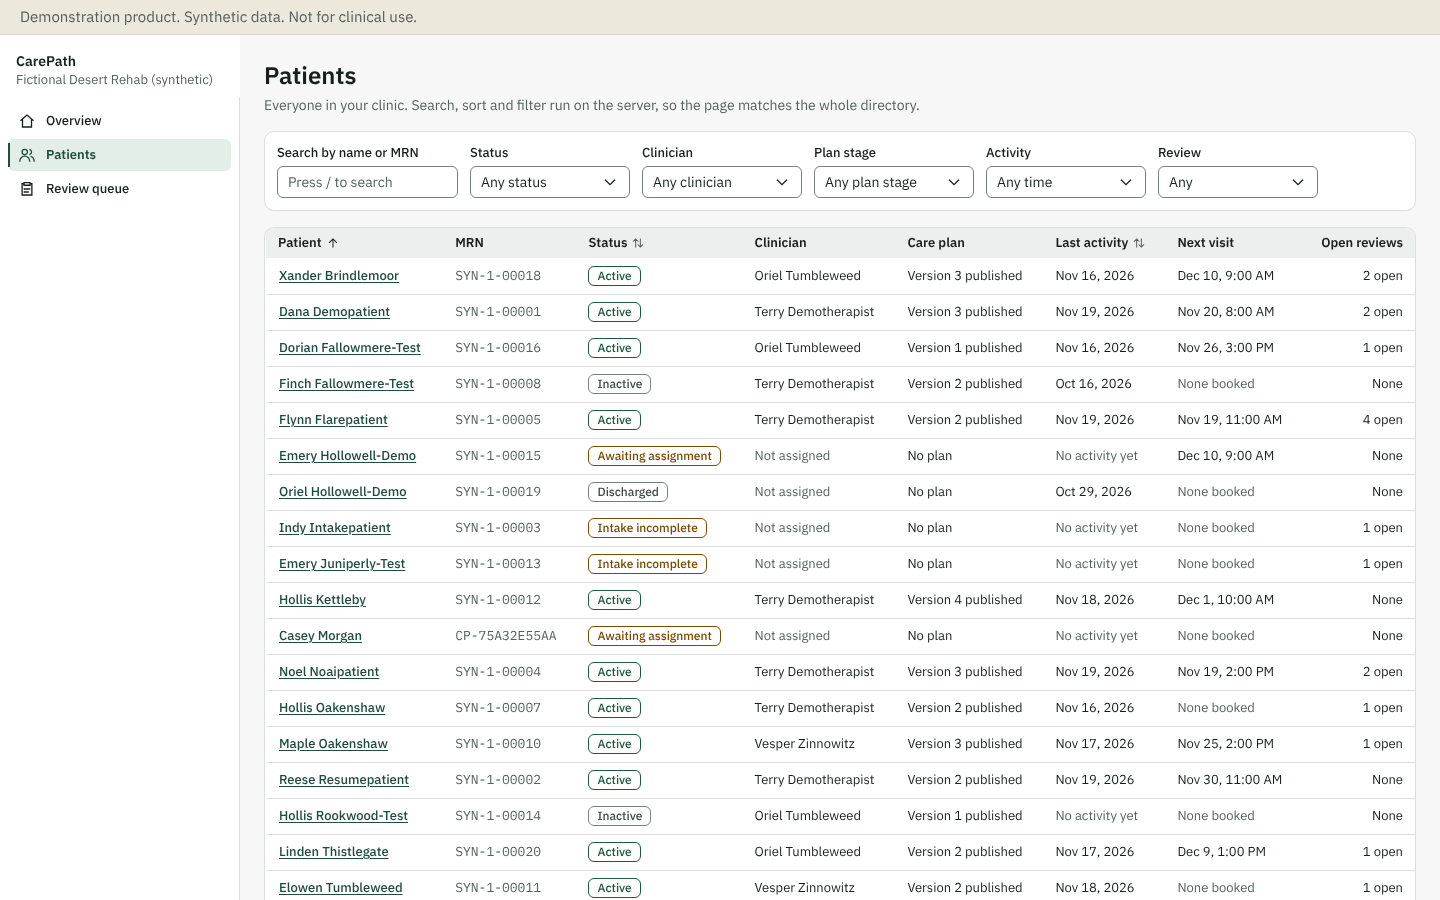 Demonstration product. Synthetic data. Not for clinical use.
CarePath
Fictional Desert Rehab (synthetic)
Overview
Patients
Review queue
Patients
Everyone in your clinic. Search, sort and filter run on the server, so the page matches the whole directory.
Search by name or MRN Status Clinician Plan stage Activity Review
Press / to search Any status Any clinician Any plan stage Any time Any
Patient MRN Status Clinician Care plan Last activity Next visit Open reviews
Xander Brindlemoor SYN-1-00018 Active Oriel Tumbleweed Version 3 published Nov 16, 2026 Dec 10, 9:00 AM 2 open
Dana Demopatient SYN-1-00001 Active Terry Demotherapist Version 3 published Nov 19, 2026 Nov 20, 8:00 AM 2 open
Dorian Fallowmere-Test SYN-1-00016 Active Oriel Tumbleweed Version 1 published Nov 16, 2026 Nov 26, 3:00 PM 1 open
Finch Fallowmere-Test SYN-1-00008 Inactive Terry Demotherapist Version 2 published Oct 16, 2026 None booked None
Flynn Flarepatient SYN-1-00005 Active Terry Demotherapist Version 2 published Nov 19, 2026 Nov 19, 11:00 AM 4 open
Emery Hollowell-Demo SYN-1-00015 Awaiting assignment Not assigned No plan No activity yet Dec 10, 9:00 AM None
Oriel Hollowell-Demo SYN-1-00019 Discharged Not assigned No plan Oct 29, 2026 None booked None
Indy Intakepatient SYN-1-00003 Intake incomplete Not assigned No plan No activity yet None booked 1 open
Emery Juniperly-Test SYN-1-00013 Intake incomplete Not assigned No plan No activity yet None booked 1 open
Hollis Kettleby SYN-1-00012 Active Terry Demotherapist Version 4 published Nov 18, 2026 Dec 1, 10:00 AM None
Casey Morgan CP-75A32E55AA Awaiting assignment Not assigned No plan No activity yet None booked None
Noel Noaipatient SYN-1-00004 Active Terry Demotherapist Version 3 published Nov 19, 2026 Nov 19, 2:00 PM 2 open
Hollis Oakenshaw SYN-1-00007 Active Terry Demotherapist Version 2 published Nov 16, 2026 None booked 1 open
Maple Oakenshaw SYN-1-00010 Active Vesper Zinnowitz Version 3 published Nov 17, 2026 Nov 25, 2:00 PM 1 open
Reese Resumepatient SYN-1-00002 Active Terry Demotherapist Version 2 published Nov 19, 2026 Nov 30, 11:00 AM None
Hollis Rookwood-Test SYN-1-00014 Inactive Oriel Tumbleweed Version 1 published No activity yet None booked None
Linden Thistlegate SYN-1-00020 Active Oriel Tumbleweed Version 2 published Nov 17, 2026 Dec 9, 1:00 PM 1 open
Elowen Tumbleweed SYN-1-00011 Active Vesper Zinnowitz Version 2 published Nov 18, 2026 None booked 1 open